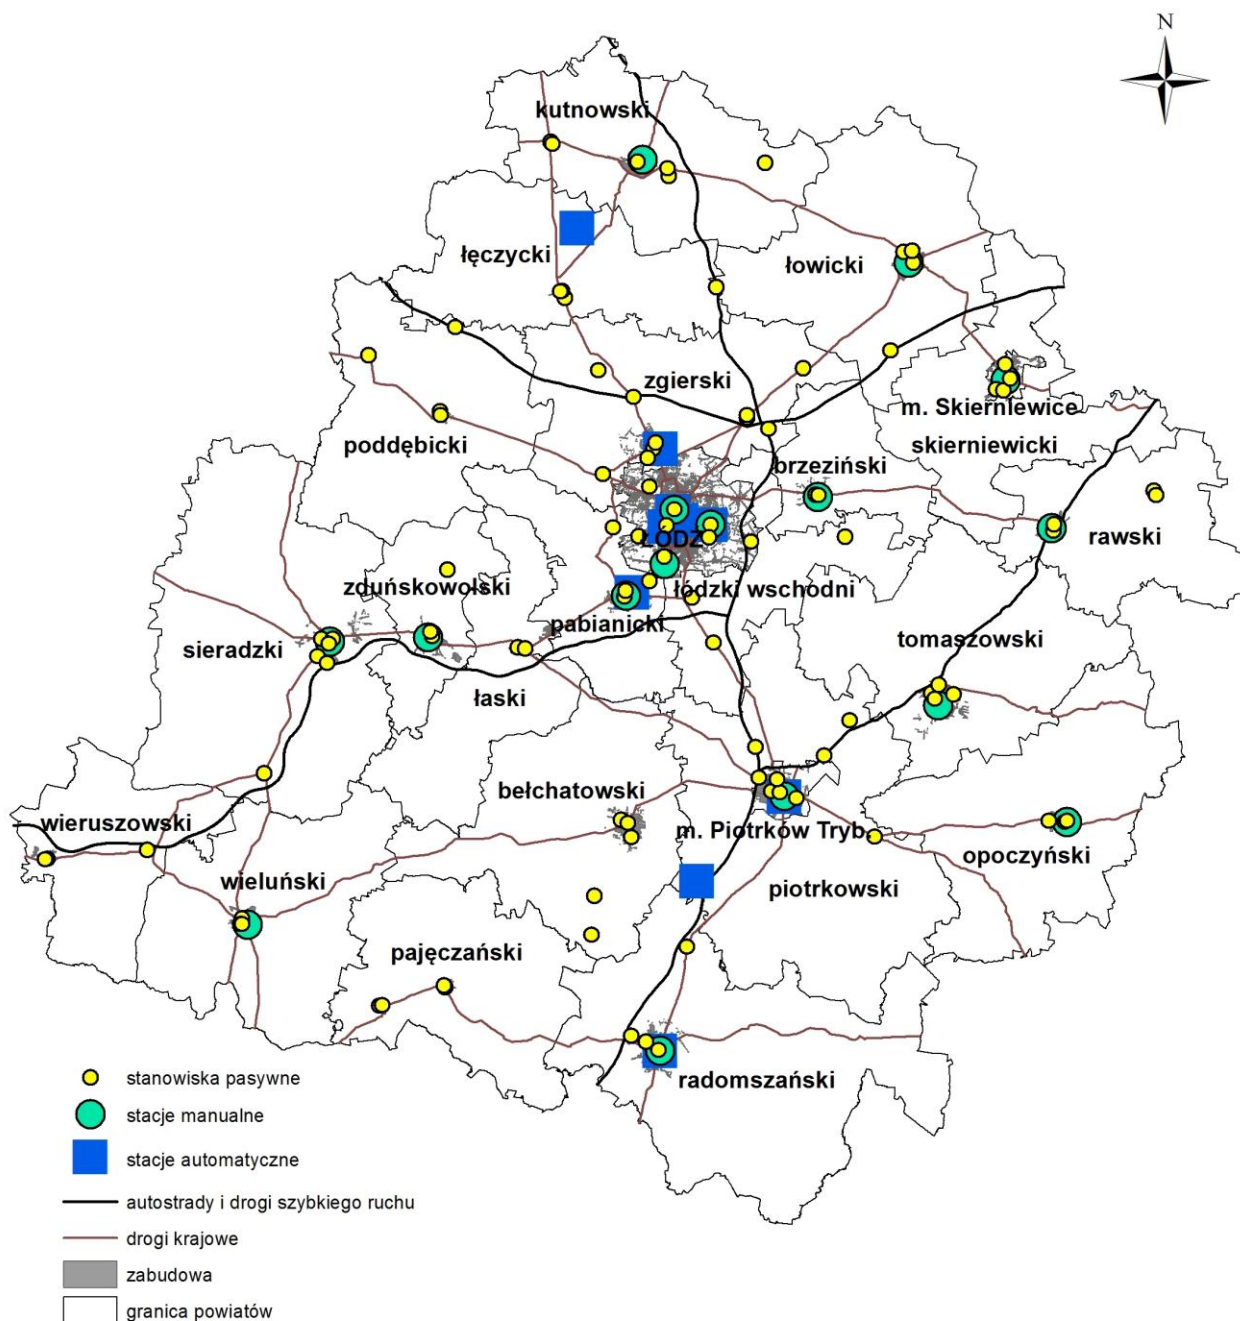 N
kutnowski
łęczycki
łowicki
zgierski
m. Skierniewice
skierniewicki
poddębicki
brzeziński
rawski
ŁÓDŹ
zduńskowolski
łódzki wschodni
pabianicki
sieradzki
tomaszowski
łaski
bełchatowski
wieruszowski
m. Piotrków Tryb.
opoczyński
wieluński
piotrkowski
pajęczański
radomszański
stanowiska pasywne
stacje manualne
stacje automatyczne
autostrady i drogi szybkiego ruchu
drogi krajowe
zabudowa
granica powiatów